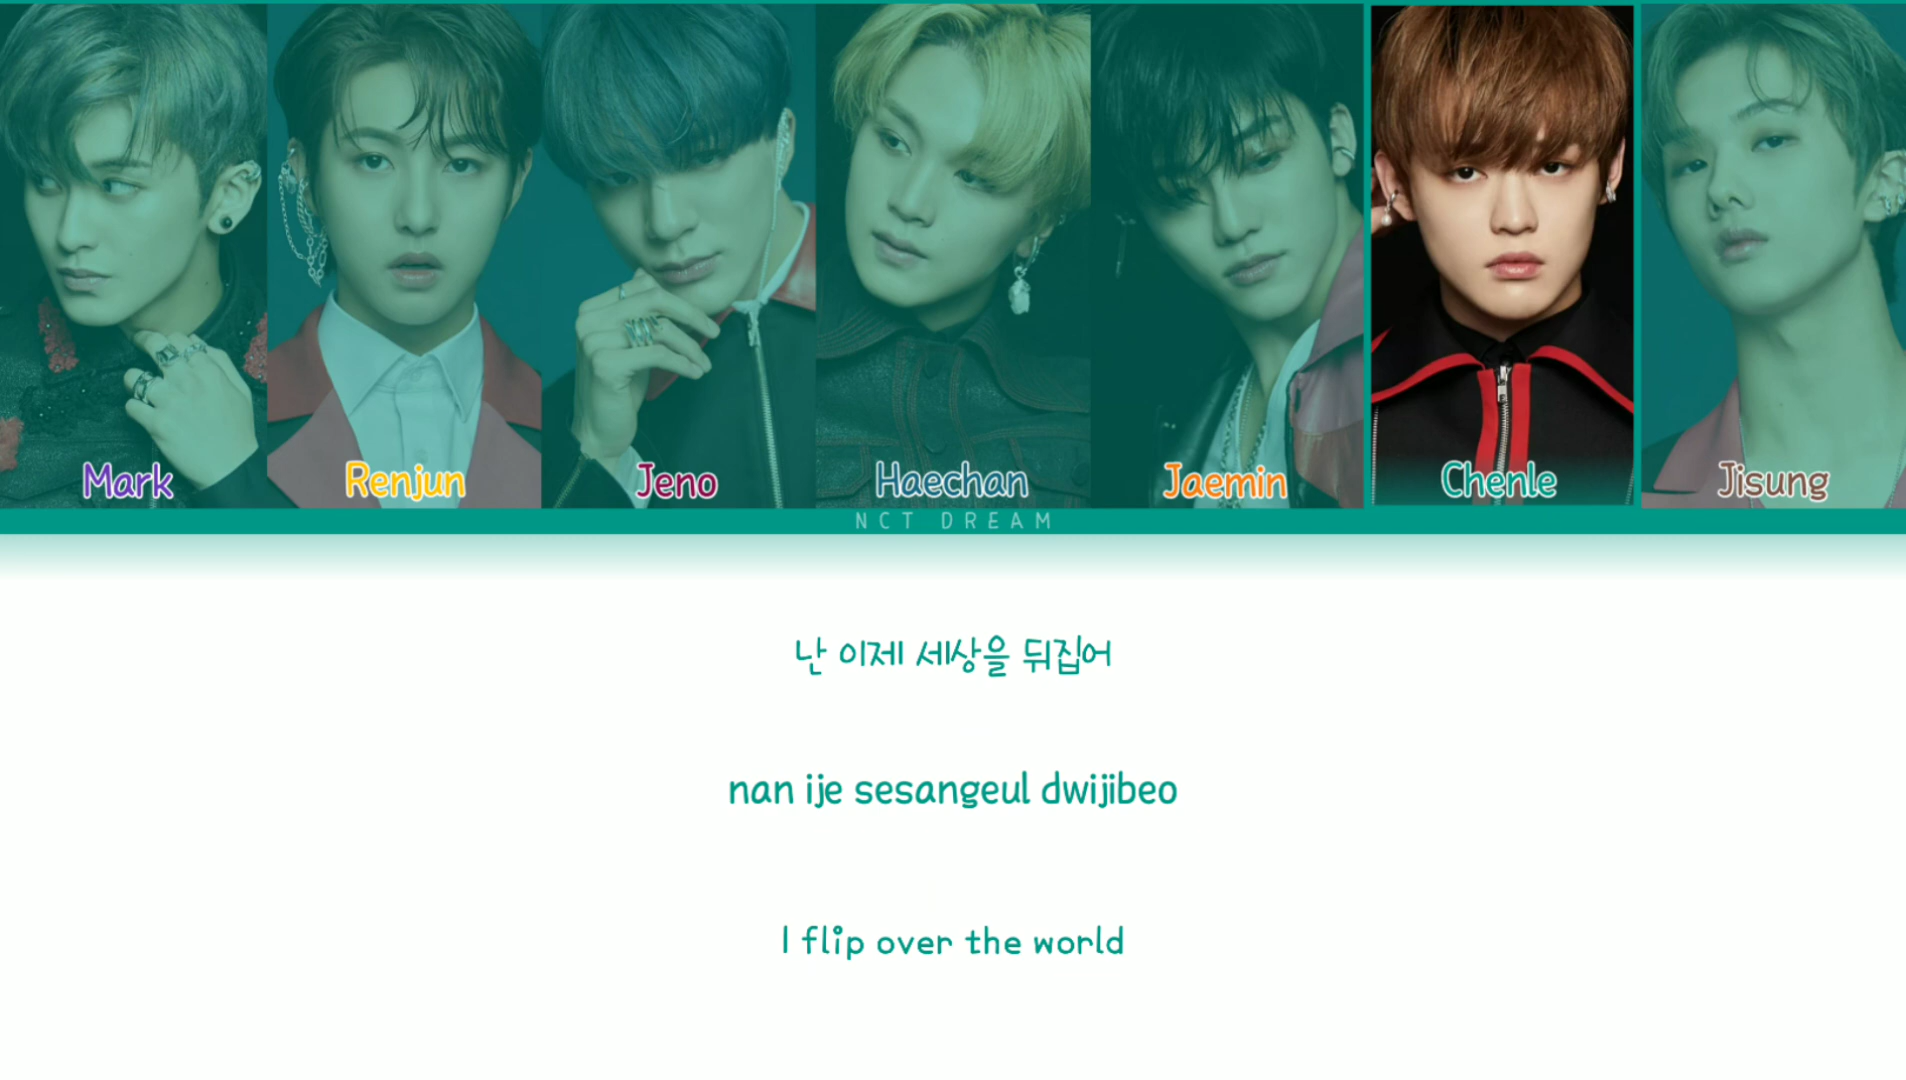 Mark Renjun Jeno Haechan Jaemin Chenle Jisung
NCT DREAM
난 이제 세상을 뒤집어
nan ije sesangeul dwijibeo
I flip over the world